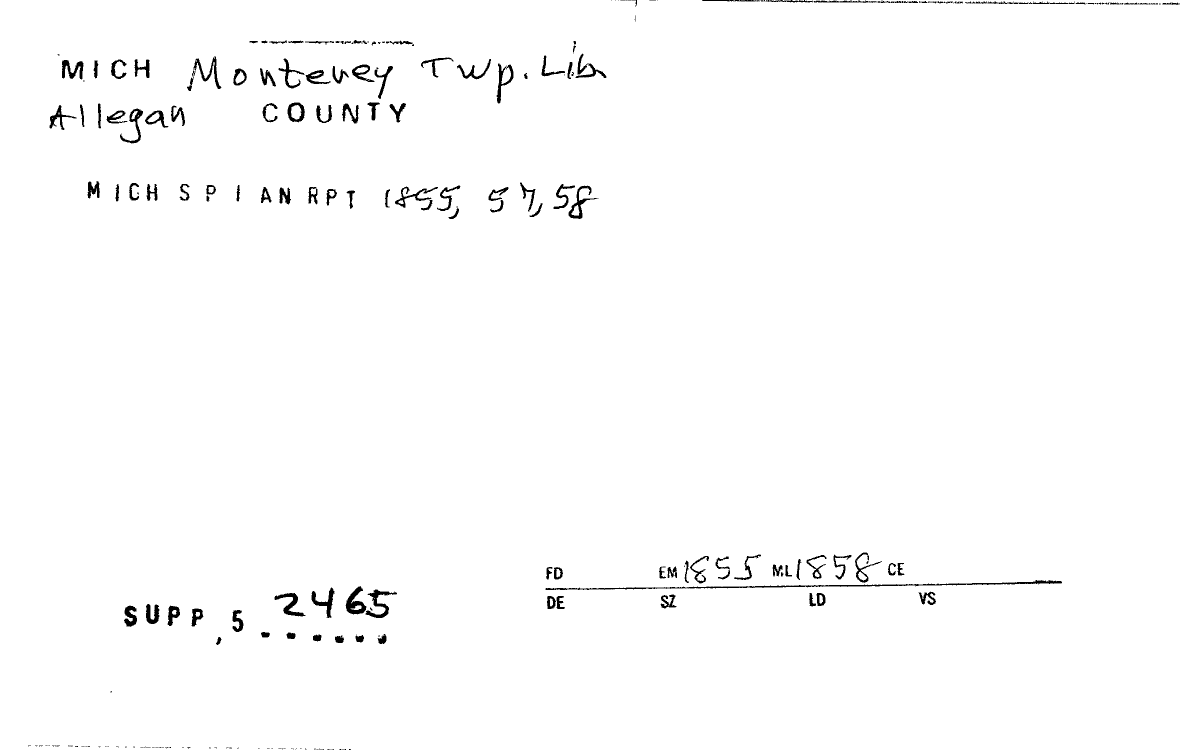 MICH Monterey Twp. Lib
Allegan COUNTY
MICH S P I AN RPT 1855, 57, 58
FD EM 1855 ML 1858 CE
DE SZ LD VS
SUPP, 5 2465